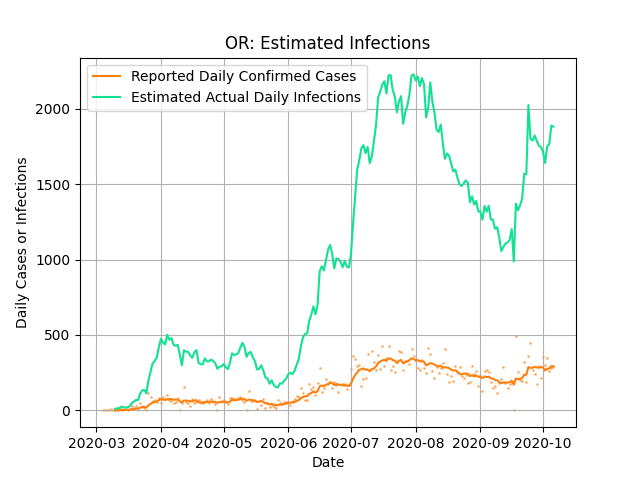 OR: Estimated Infections
Reported Daily Confirmed Cases
Estimated Actual Daily Infections
Daily Cases or Infections
2000
1500
1000
500
0
2020-03 2020-04 2020-05 2020-06 2020-07 2020-08 2020-09 2020-10
Date